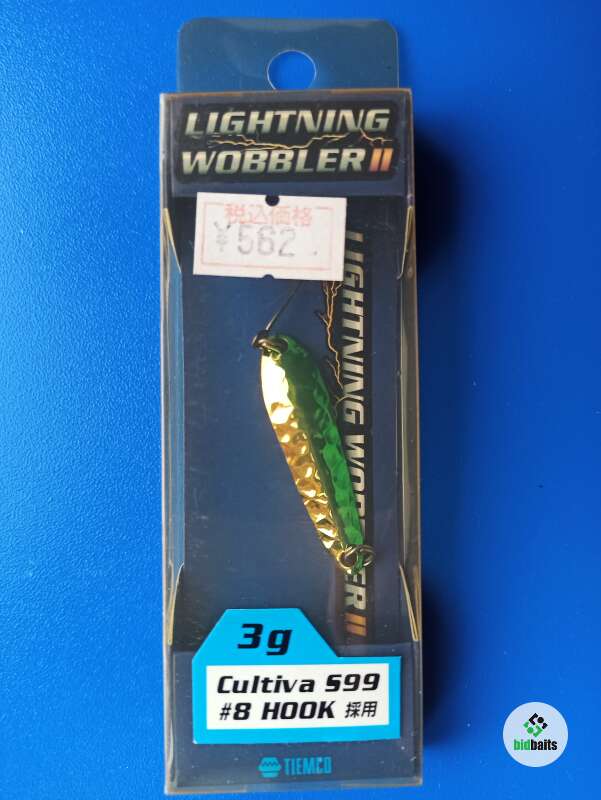 LIGHTNING
WOBBLER II
税込価格
¥562
LIGHTNING WOBBLER II
3g
Cultiva S99
#8 HOOK 採用
TIEMCO
bidbaits